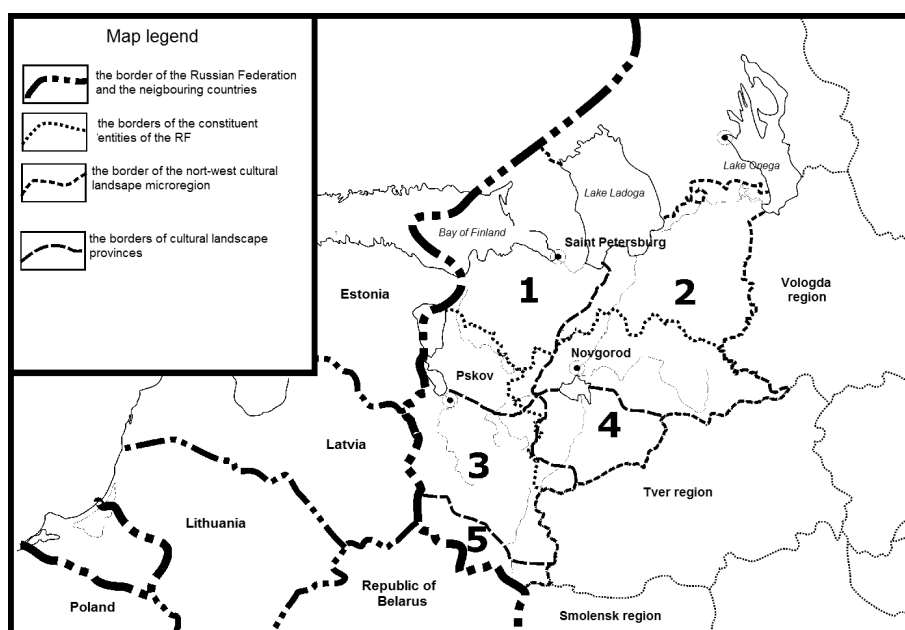 Map legend
the border of the Russian Federation
and the neigbouring countries
the borders of the constituent
entities of the RF
the border of the nort-west cultural
landsape microregion
the borders of cultural landscape
provinces
Lake Onega
Lake Ladoga
Bay of Finland
Saint Petersburg
Estonia
1
2
Vologda
region
Novgorod
Pskov
Latvia
4
3
Tver region
Lithuania
5
Republic of
Belarus
Poland
Smolensk region